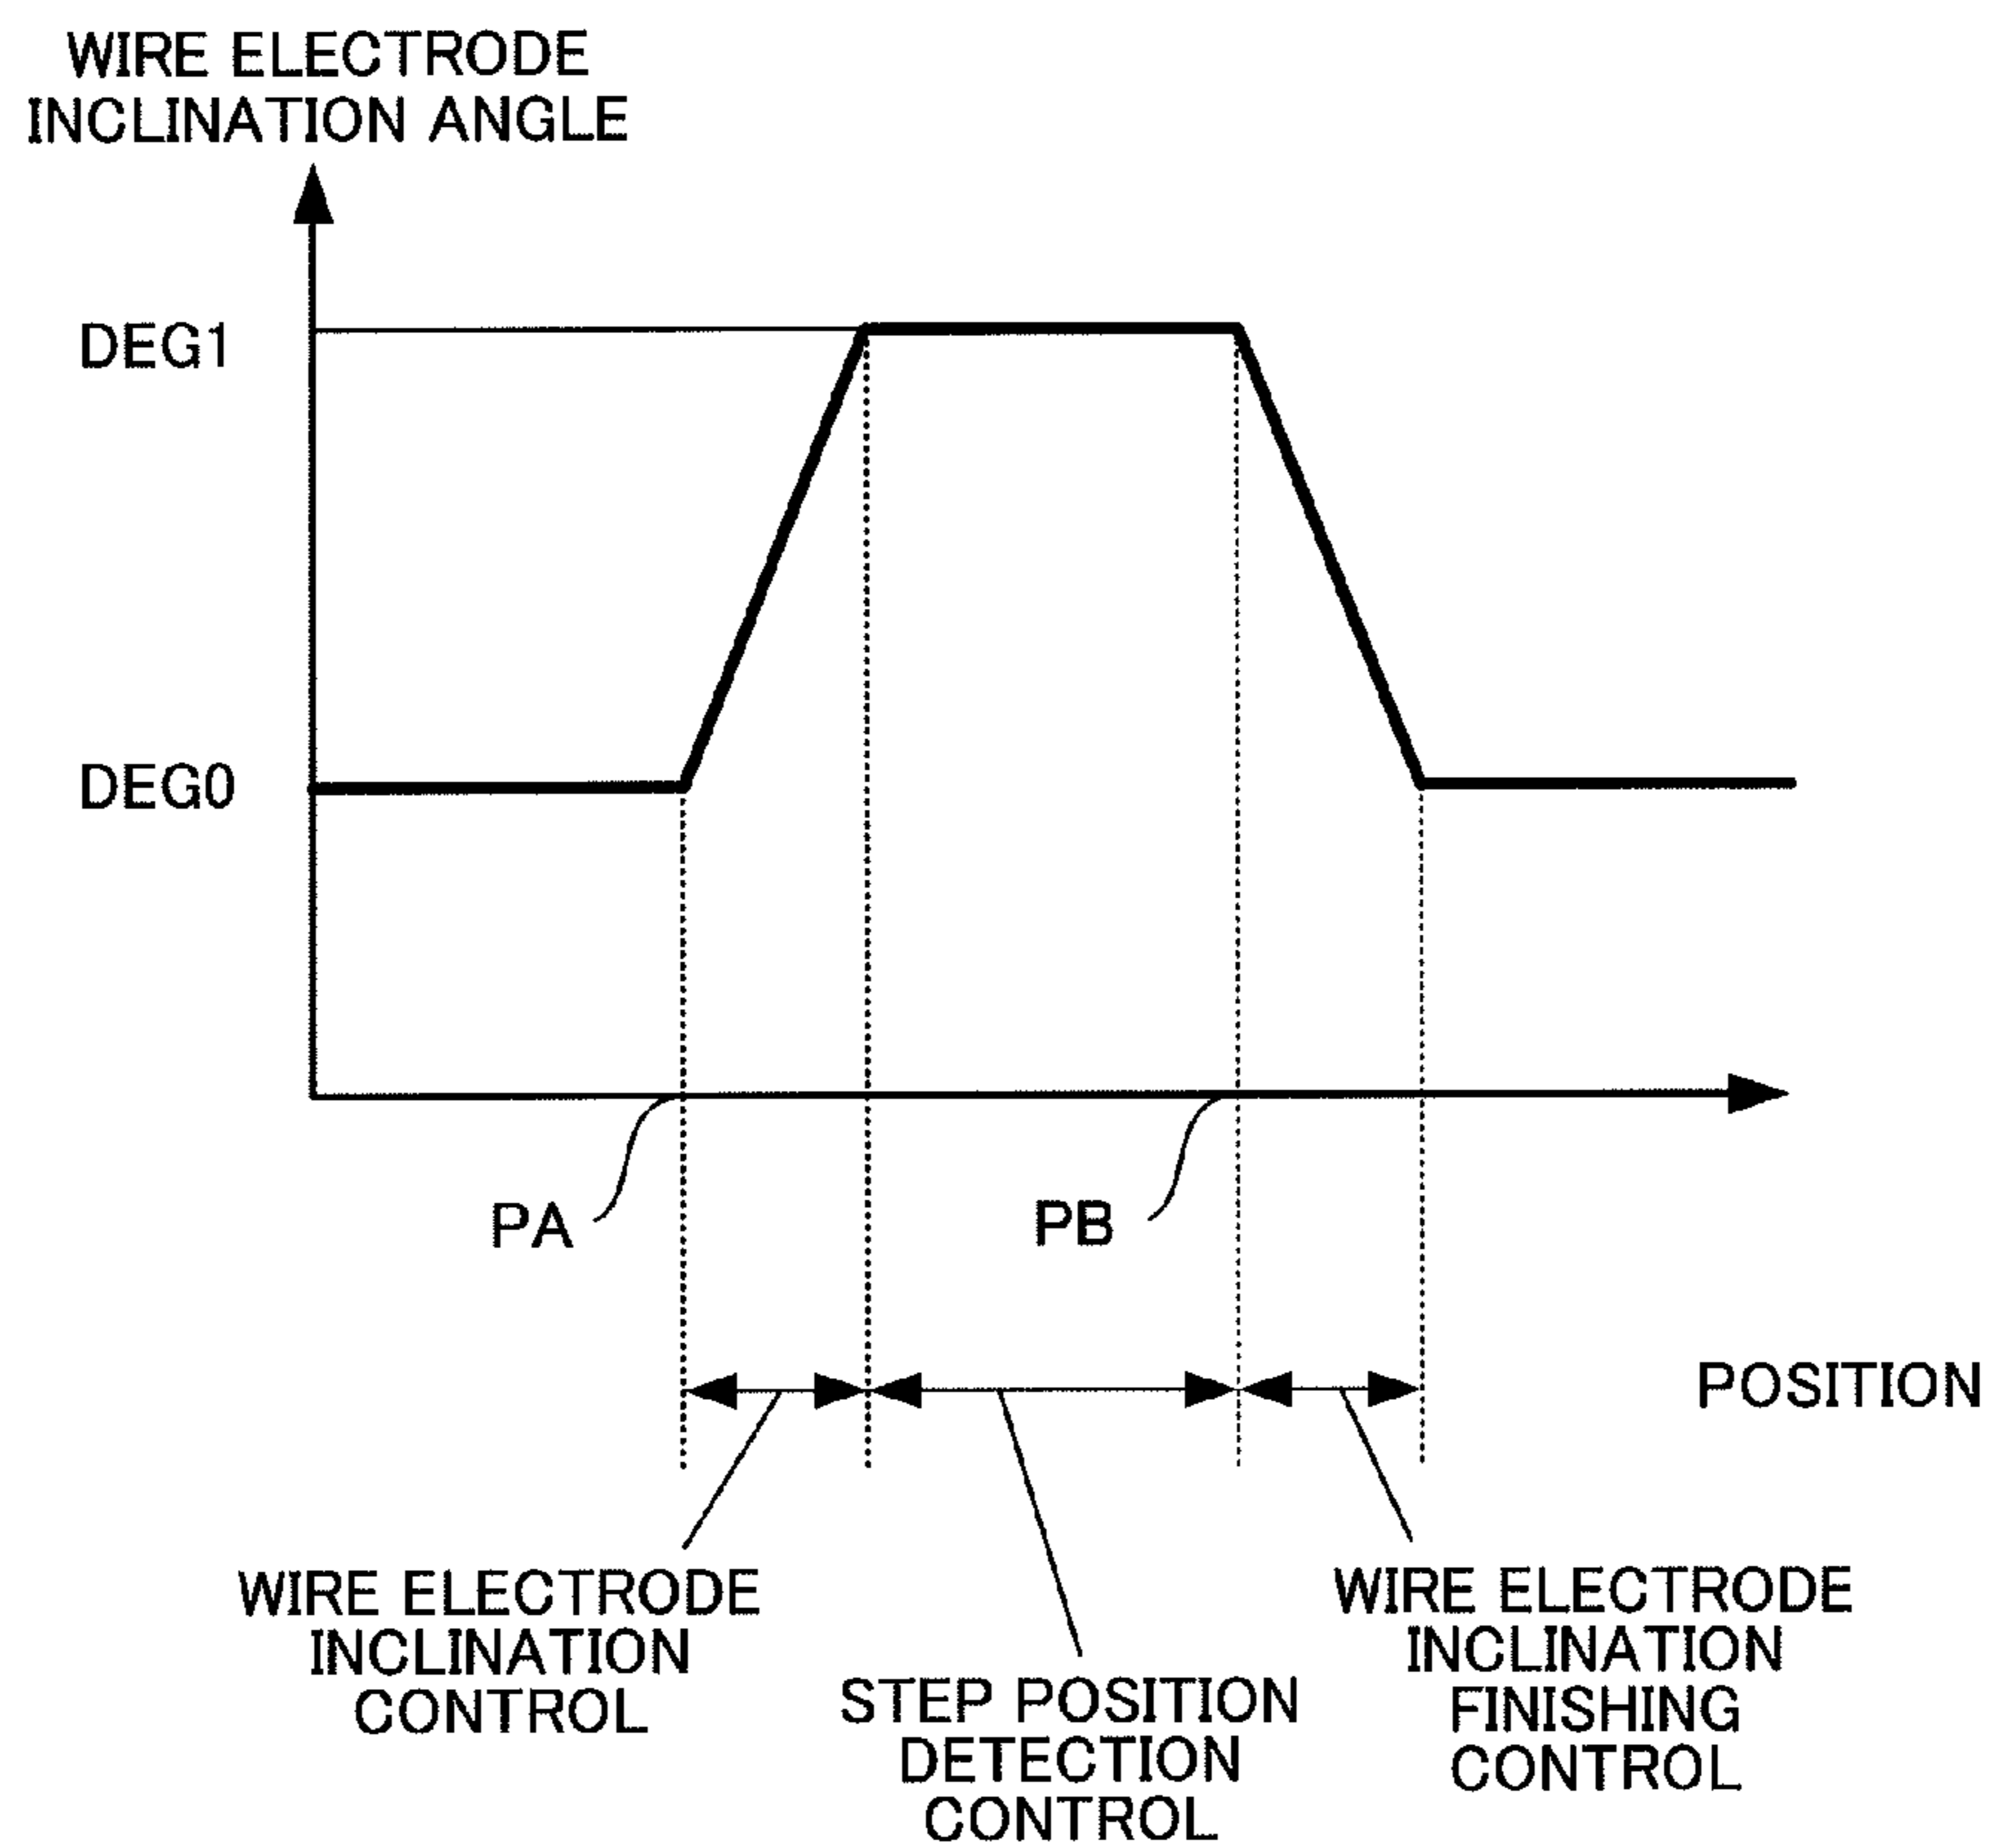 WIRE ELECTRODE
INCLINATION ANGLE
DEG1
DEG0
PA
PB
POSITION
WIRE ELECTRODE
INCLINATION
CONTROL
STEP POSITION
DETECTION
CONTROL
WIRE ELECTRODE
INCLINATION
FINISHING
CONTROL